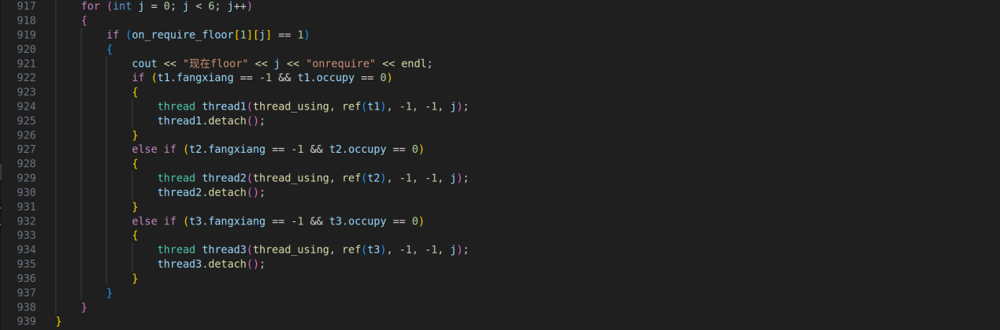 917 for (int j = 0; j < 6; j++)
918 {
919 if (on_require_floor[1][j] == 1)
920 {
921 cout << "现在floor" << j << "onrequire" << endl;
922 if (t1.fangxiang == -1 && t1.occupy == 0)
923 {
924 thread thread1(thread_using, ref(t1), -1, -1, j);
925 thread1.detach();
926 }
927 else if (t2.fangxiang == -1 && t2.occupy == 0)
928 {
929 thread thread2(thread_using, ref(t2), -1, -1, j);
930 thread2.detach();
931 }
932 else if (t3.fangxiang == -1 && t3.occupy == 0)
933 {
934 thread thread3(thread_using, ref(t3), -1, -1, j);
935 thread3.detach();
936 }
937 }
938 }
939 }